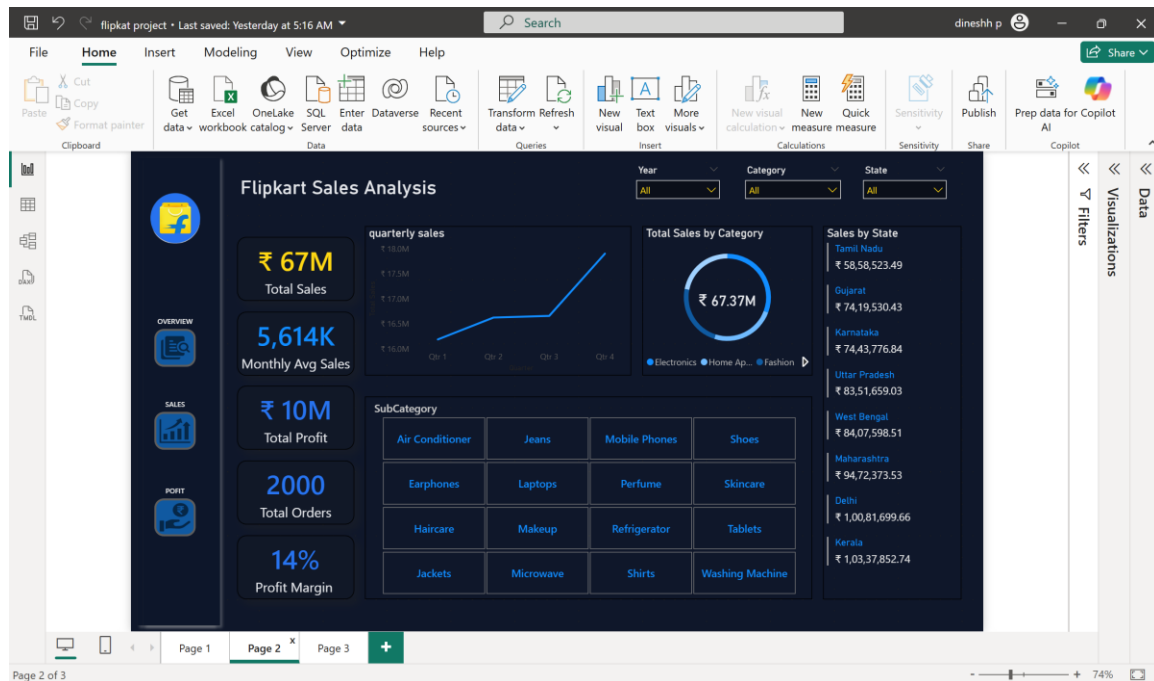 flipkat project • Last saved: Yesterday at 5:16 AM
Search
dineshh p
File Home Insert Modeling View Optimize Help
Share
Paste
Cut
Copy
Format painter
Clipboard
Get data
Excel workbook
OneLake catalog
SQL Server
Enter data
Dataverse
Recent sources
Data
Transform data
Refresh
Queries
New visual
Text box
More visuals
Insert
New visual calculation
New measure
Quick measure
Calculations
Sensitivity
Sensitivity
Publish
Share
Prep data for AI
Copilot
Copilot
DAX
TMDL
Flipkart Sales Analysis
Year
All
Category
All
State
All
OVERVIEW
SALES
POFIT
₹ 67M
Total Sales
5,614K
Monthly Avg Sales
₹ 10M
Total Profit
2000
Total Orders
14%
Profit Margin
quarterly sales
₹ 18.0M
₹ 17.5M
₹ 17.0M
₹ 16.5M
₹ 16.0M
Qtr 1 Qtr 2 Qtr 3 Qtr 4
Total Sales by Category
₹ 67.37M
Electronics Home Ap... Fashion
SubCategory
Air Conditioner Jeans Mobile Phones Shoes
Earphones Laptops Perfume Skincare
Haircare Makeup Refrigerator Tablets
Jackets Microwave Shirts Washing Machine
Sales by State
Tamil Nadu
₹ 58,58,523.49
Gujarat
₹ 74,19,530.43
Karnataka
₹ 74,43,776.84
Uttar Pradesh
₹ 83,51,659.03
West Bengal
₹ 84,07,598.51
Maharashtra
₹ 94,72,373.53
Delhi
₹ 1,00,81,699.66
Kerala
₹ 1,03,37,852.74
Filters
Visualizations
Data
Page 1 Page 2 x Page 3 +
Page 2 of 3
- + 74%